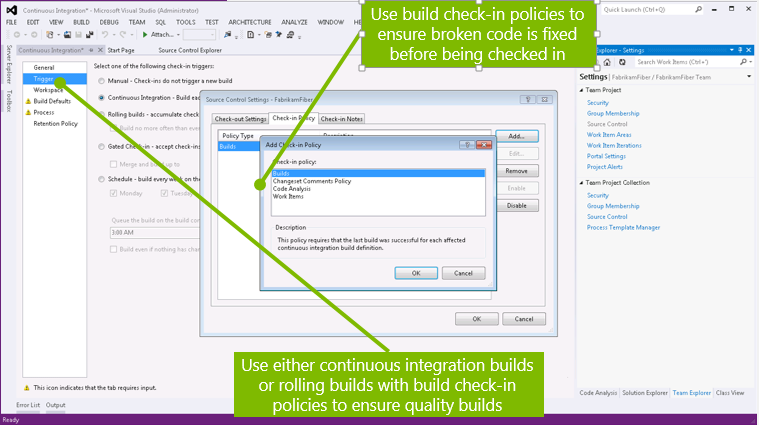 Continuous Integration* - Microsoft Visual Studio (Administrator)
Quick Launch (Ctrl+Q)
FILE EDIT VIEW BUILD DEBUG TEAM SQL TOOLS TEST ARCHITECTURE ANALYZE WINDOW
Attach...
Use build check-in policies to
ensure broken code is fixed
before being checked in
Server Explorer
Toolbox
Continuous Integration*
Start Page
Source Control Explorer
General
Trigger
Workspace
Build Defaults
Process
Retention Policy
Select one of the following check-in triggers:
Manual - Check-ins do not trigger a new build
Continuous Integration - Build each
Rolling builds - accumulate check
Build no more often than ever
Gated Check-in - accept check-ins
Merge and build up to
Schedule - build every week on the
Monday
Tuesday
Queue the build on the build con
3:00 AM
Build even if nothing has chan
This icon indicates that the tab requires input.
Source Control Settings - FabrikamFiber
Check-out Settings
Check-in Policy
Check-in Notes
Policy Type
Description
Builds
Add...
Edit...
Remove
Enable
Disable
OK
Cancel
Add Check-in Policy
Check-in policy:
Builds
Changeset Comments Policy
Code Analysis
Work Items
Description
This policy requires that the last build was successful for each affected
continuous integration build definition.
OK
Cancel
Explorer - Settings
Search Work Items (Ctrl+')
Settings | FabrikamFiber / FabrikamFiber Team
Team Project
Security
Group Membership
Source Control
Work Item Areas
Work Item Iterations
Portal Settings
Project Alerts
Team Project Collection
Security
Group Membership
Source Control
Process Template Manager
Use either continuous integration builds
or rolling builds with build check-in
policies to ensure quality builds
Code Analysis
Solution Explorer
Team Explorer
Class View
Error List
Output
Ready